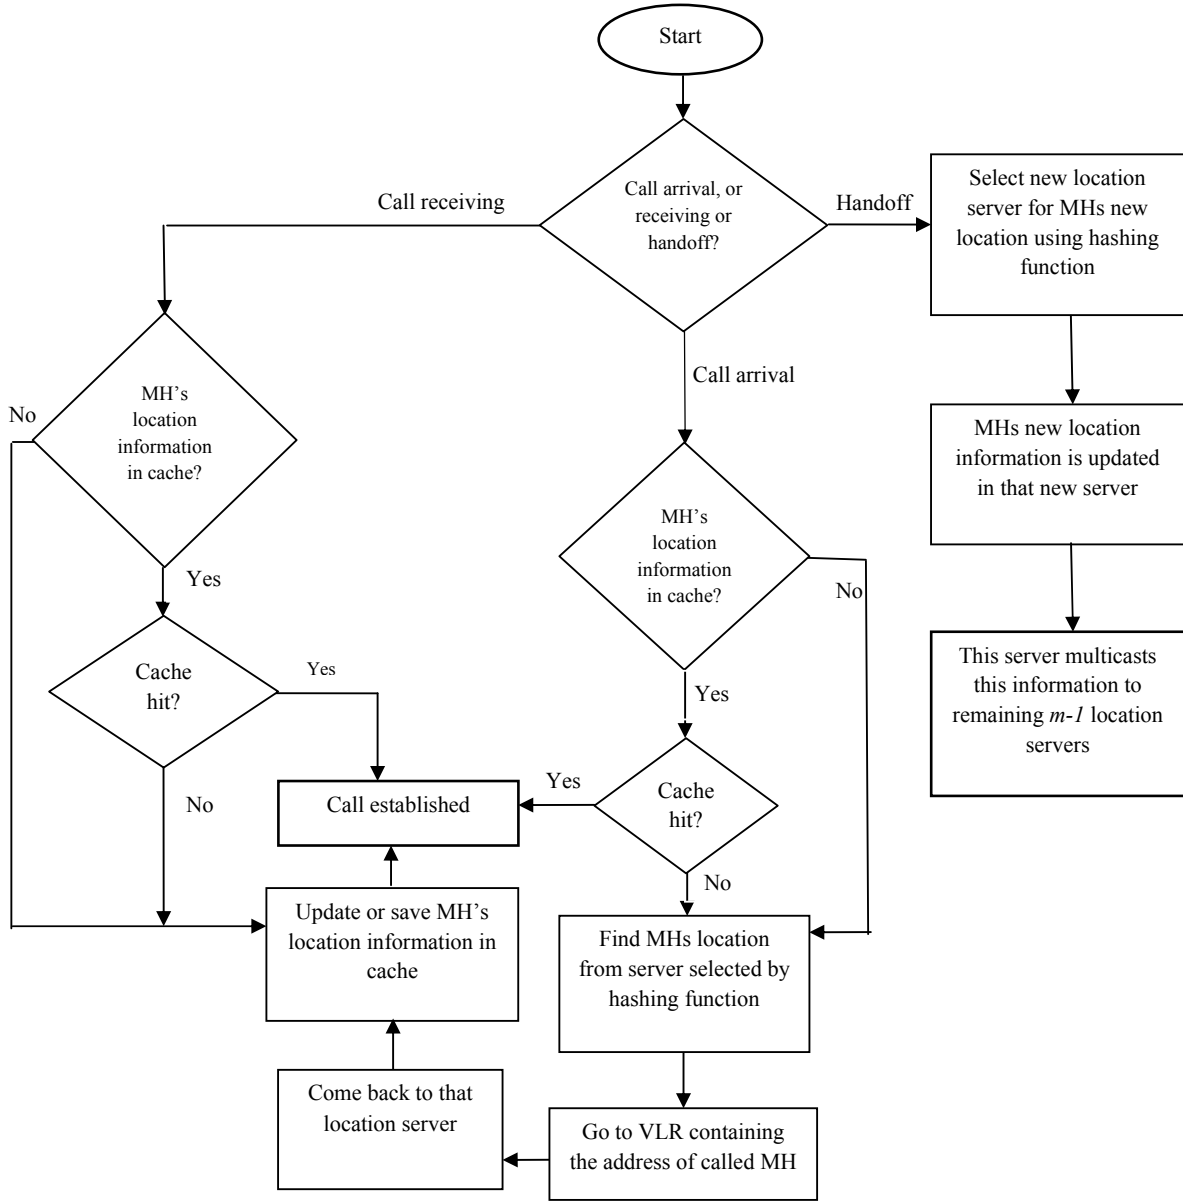 Start
Call arrival, or
receiving or
handoff?
Call receiving
Handoff
Select new location
server for MHs new
location using hashing
function
Call arrival
MH’s
location
information
in cache?
No
MHs new location
information is updated
in that new server
MH’s
location
information
in cache?
Yes
No
Cache
hit?
Yes
This server multicasts
this information to
remaining m-1 location
servers
Yes
No
Call established
Yes
Cache
hit?
No
Update or save MH’s
location information in
cache
Find MHs location
from server selected by
hashing function
Come back to that
location server
Go to VLR containing
the address of called MH